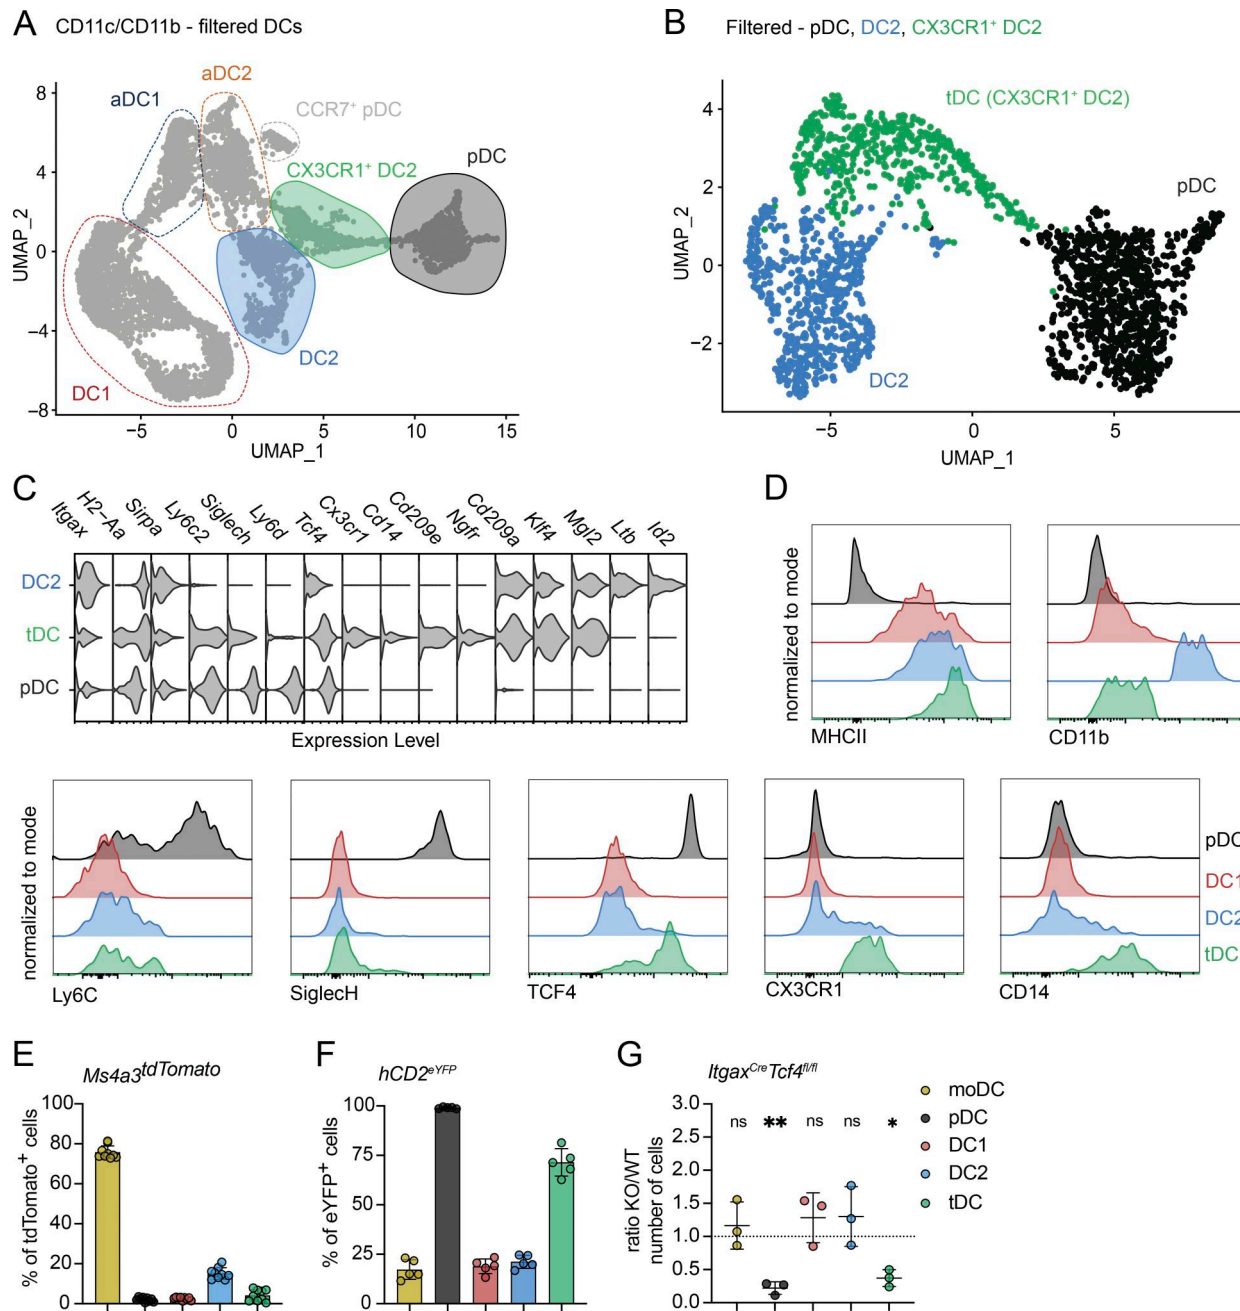 A CD11c/CD11b - filtered DCs
aDC2
aDC1
CCR7⁺ pDC
pDC
CX3CR1⁺ DC2
DC2
DC1
UMAP_2
8
4
0
−4
−8
−5
0
5
10
15
UMAP_1
B Filtered - pDC, DC2, CX3CR1⁺ DC2
tDC (CX3CR1⁺ DC2)
pDC
DC2
UMAP_2
4
2
0
−2
−5
0
5
UMAP_1
C
Itgax
H2−Aa
Sirpa
Ly6c2
Siglech
Ly6d
Tcf4
Cx3cr1
Cd14
Cd209e
Ngfr
Cd209a
Klf4
Mgl2
Ltb
Id2
DC2
tDC
pDC
Expression Level
D
normalized to mode
MHCII
CD11b
normalized to mode
Ly6C
SiglecH
TCF4
CX3CR1
CD14
pDC
DC1
DC2
tDC
E Ms4a3ᵗᵈᵀᵒᵐᵃᵗᵒ
% of tdTomato⁺ cells
100
80
60
40
20
0
F hCD2ᵉʸᶠᵖ
% of eYFP⁺ cells
100
75
50
25
0
G ItgaxᶜʳᵉTcf4ᶠˡ/ᶠˡ
ratio KO/WT
number of cells
3.0
2.5
2.0
1.5
1.0
0.5
0.0
ns ** ns ns *
moDC
pDC
DC1
DC2
tDC